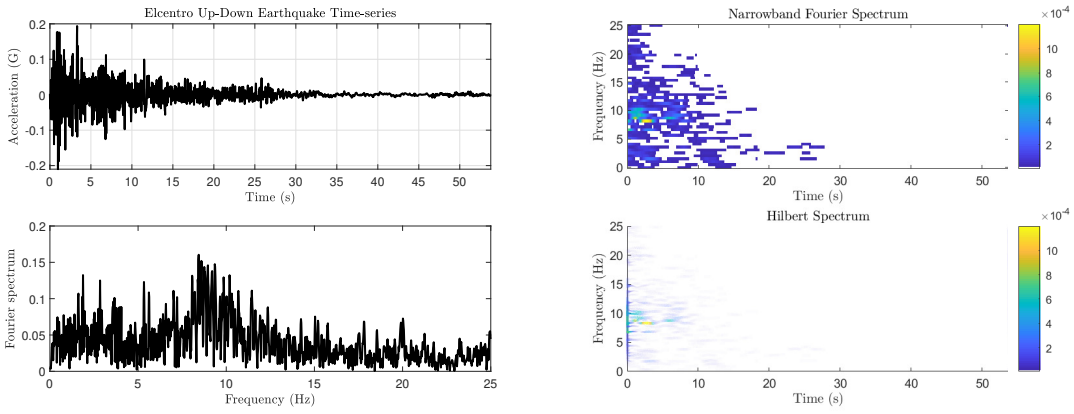 Elcentro Up-Down Earthquake Time-series
Acceleration (G)
0.2
0.1
0
-0.1
-0.2
0 5 10 15 20 25 30 35 40 45 50
Time (s)
Narrowband Fourier Spectrum
Frequency (Hz)
25
20
15
10
5
0
0 10 20 30 40 50
Time (s)
×10-4
10
8
6
4
2
Fourier spectrum
0.2
0.15
0.1
0.05
0
0 5 10 15 20 25
Frequency (Hz)
Hilbert Spectrum
Frequency (Hz)
25
20
15
10
5
0
0 10 20 30 40 50
Time (s)
×10-4
10
8
6
4
2